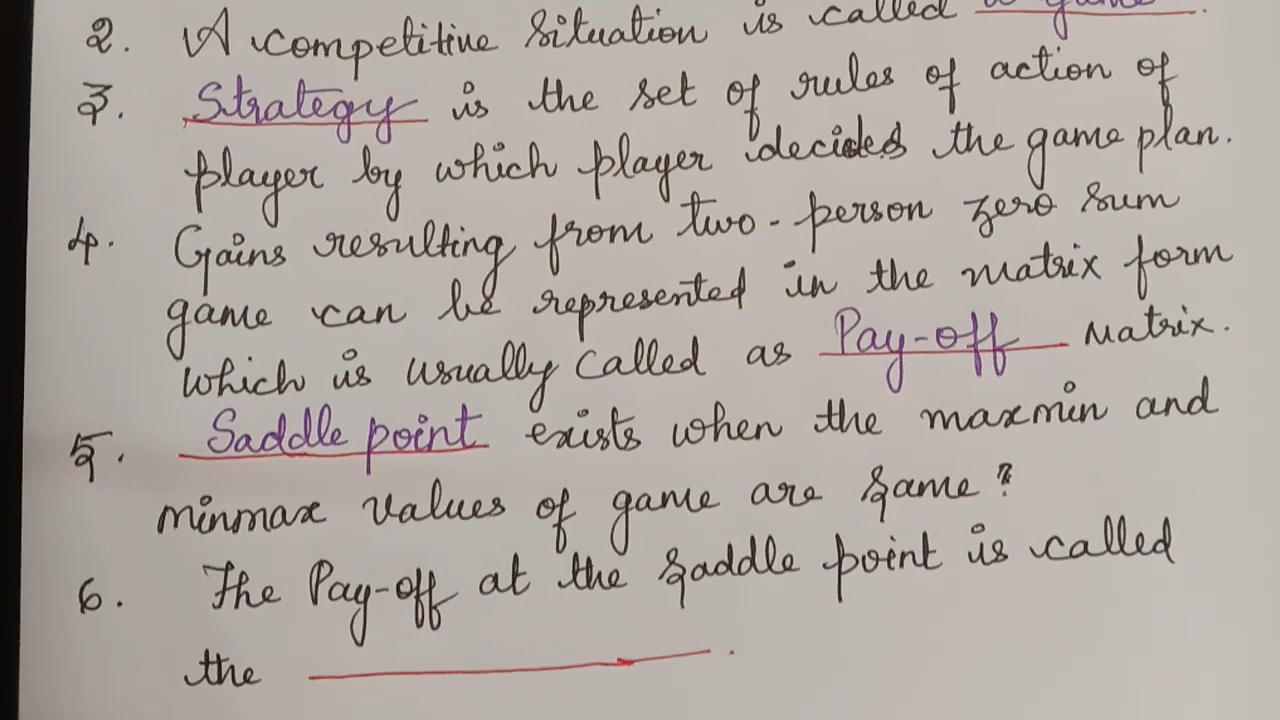 2. A competitive situation is called a game.
3. Strategy is the set of rules of action of
player by which player decides the game plan.
4. Gains resulting from two-person zero sum
game can be represented in the matrix form
which is usually called as Pay-off Matrix.
5. Saddle point exists when the maxmin and
minmax values of game are same?
6. The Pay-off at the saddle point is called
the .